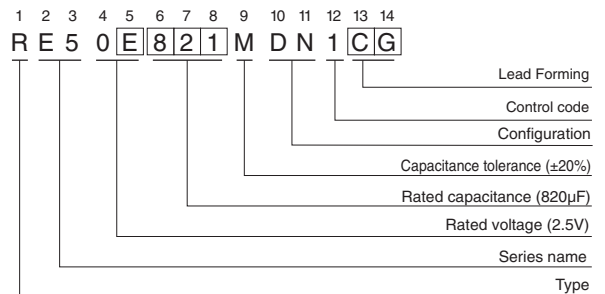 1 2 3 4 5 6 7 8 9 10 11 12 13 14
R E 5 0 E 8 2 1 M D N 1 C G
Lead Forming
Control code
Configuration
Capacitance tolerance (±20%)
Rated capacitance (820μF)
Rated voltage (2.5V)
Series name
Type